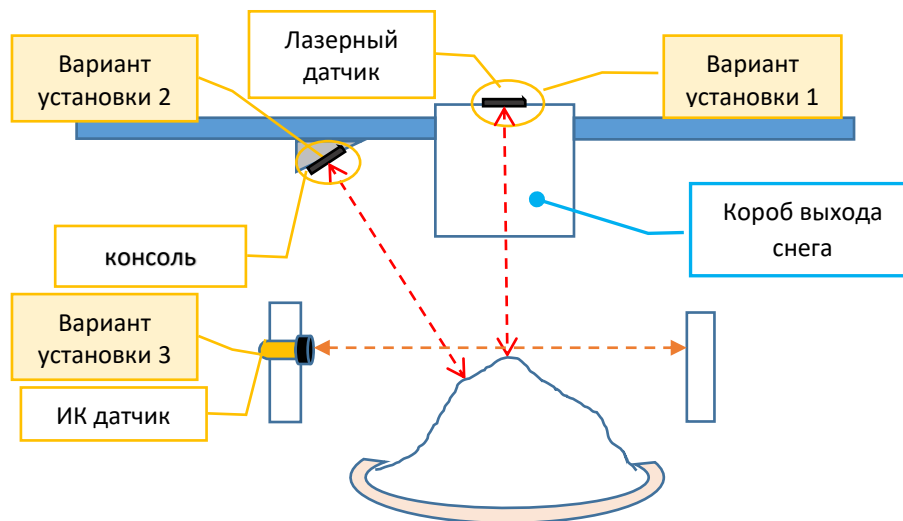 Вариант
установки 2
Лазерный
датчик
Вариант
установки 1
консоль
Короб выхода
снега
Вариант
установки 3
ИК датчик